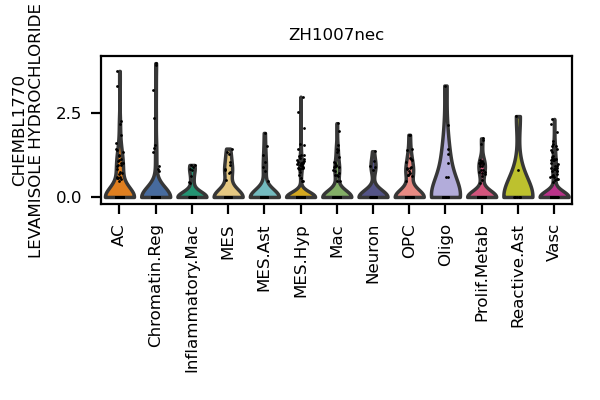 ZH1007nec
CHEMBL1770
LEVAMISOLE HYDROCHLORIDE
2.5
0.0
AC
Chromatin.Reg
Inflammatory.Mac
MES
MES.Ast
MES.Hyp
Mac
Neuron
OPC
Oligo
Prolif.Metab
Reactive.Ast
Vasc